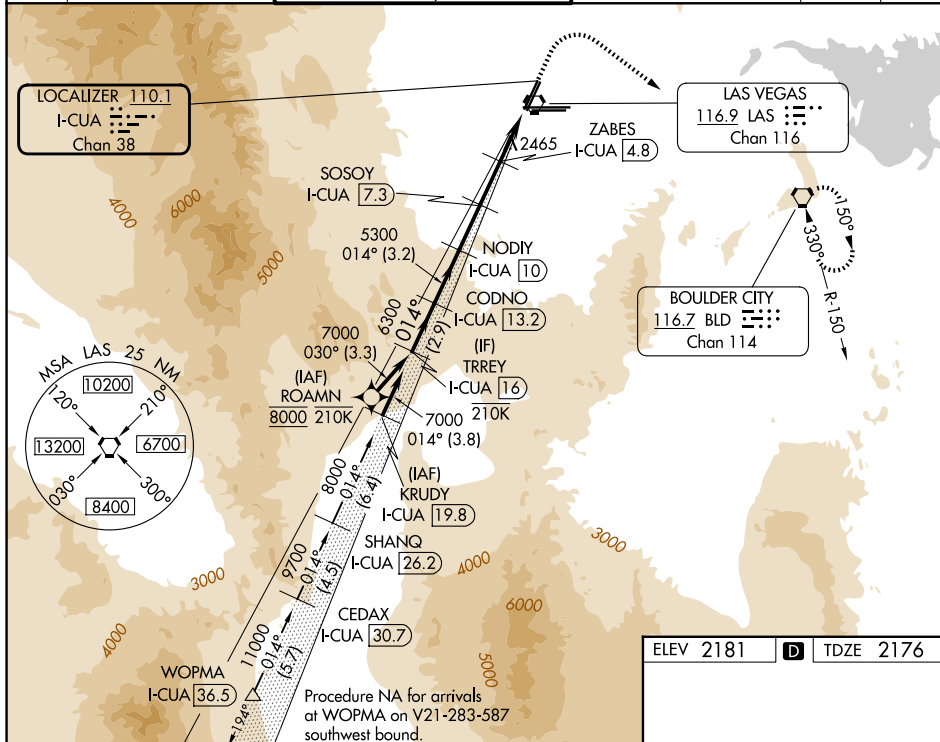 LOCALIZER 110.1
I-CUA
Chan 38
LAS VEGAS
116.9 LAS
Chan 116
ZABES
I-CUA 4.8
2465
SOSOY
I-CUA 7.3
5300
014° (3.2)
NODIY
I-CUA 10
CODNO
I-CUA 13.2
6300
014°
(2.9)
7000
030° (3.3)
(IF)
TRREY
I-CUA 16
210K
(IAF)
ROAMN
8000 210K
7000
014° (3.8)
(IAF)
KRUDY
I-CUA 19.8
8000
014°
(6.4)
SHANQ
I-CUA 26.2
9700
014°
(4.5)
CEDAX
I-CUA 30.7
11000
014°
(5.7)
WOPMA
I-CUA 36.5
194°
Procedure NA for arrivals
at WOPMA on V21-283-587
southwest bound.
BOULDER CITY
116.7 BLD
Chan 114
150°
330°
R-150
MSA LAS 25 NM
10200
120°
210°
13200
6700
030°
300°
8400
4000
6000
5000
3000
4000
4000
3000
6000
5000
ELEV 2181
D
TDZE 2176